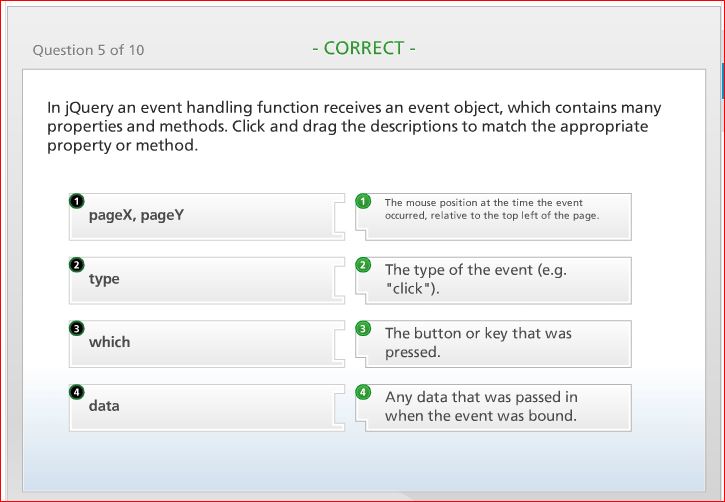 Question 5 of 10
- CORRECT -
In jQuery an event handling function receives an event object, which contains many
properties and methods. Click and drag the descriptions to match the appropriate
property or method.
1
pageX, pageY
1
The mouse position at the time the event
occurred, relative to the top left of the page.
2
type
2
The type of the event (e.g.
"click").
3
which
3
The button or key that was
pressed.
4
data
4
Any data that was passed in
when the event was bound.